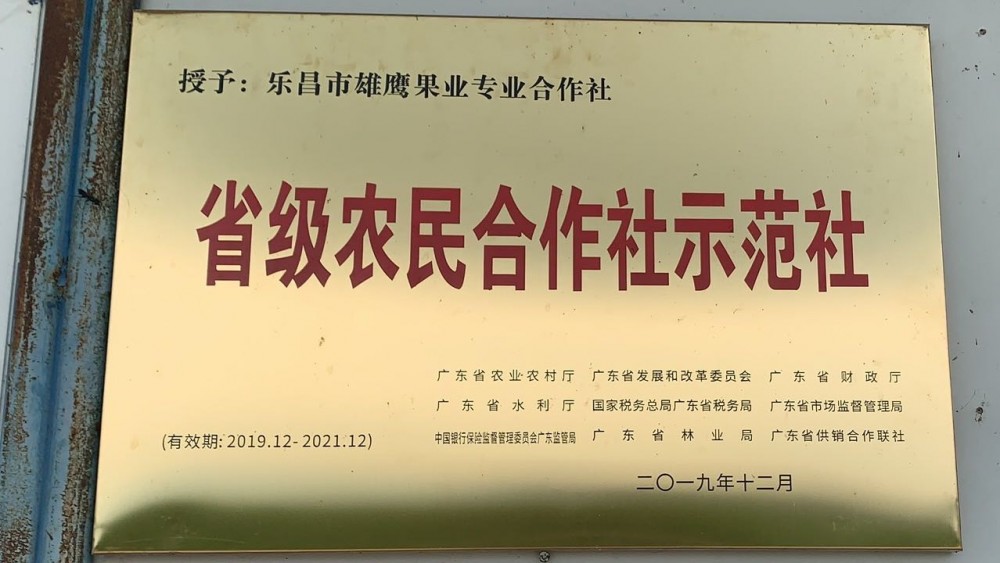 授予：乐昌市雄鹰果业专业合作社
省级农民合作社示范社
广东省农业农村厅 广东省发展和改革委员会 广东省财政厅
广东省水利厅 国家税务总局广东省税务局 广东省市场监督管理局
中国银行保险监督管理委员会广东监管局 广东省林业局 广东省供销合作联社
(有效期: 2019.12- 2021.12)
二〇一九年十二月